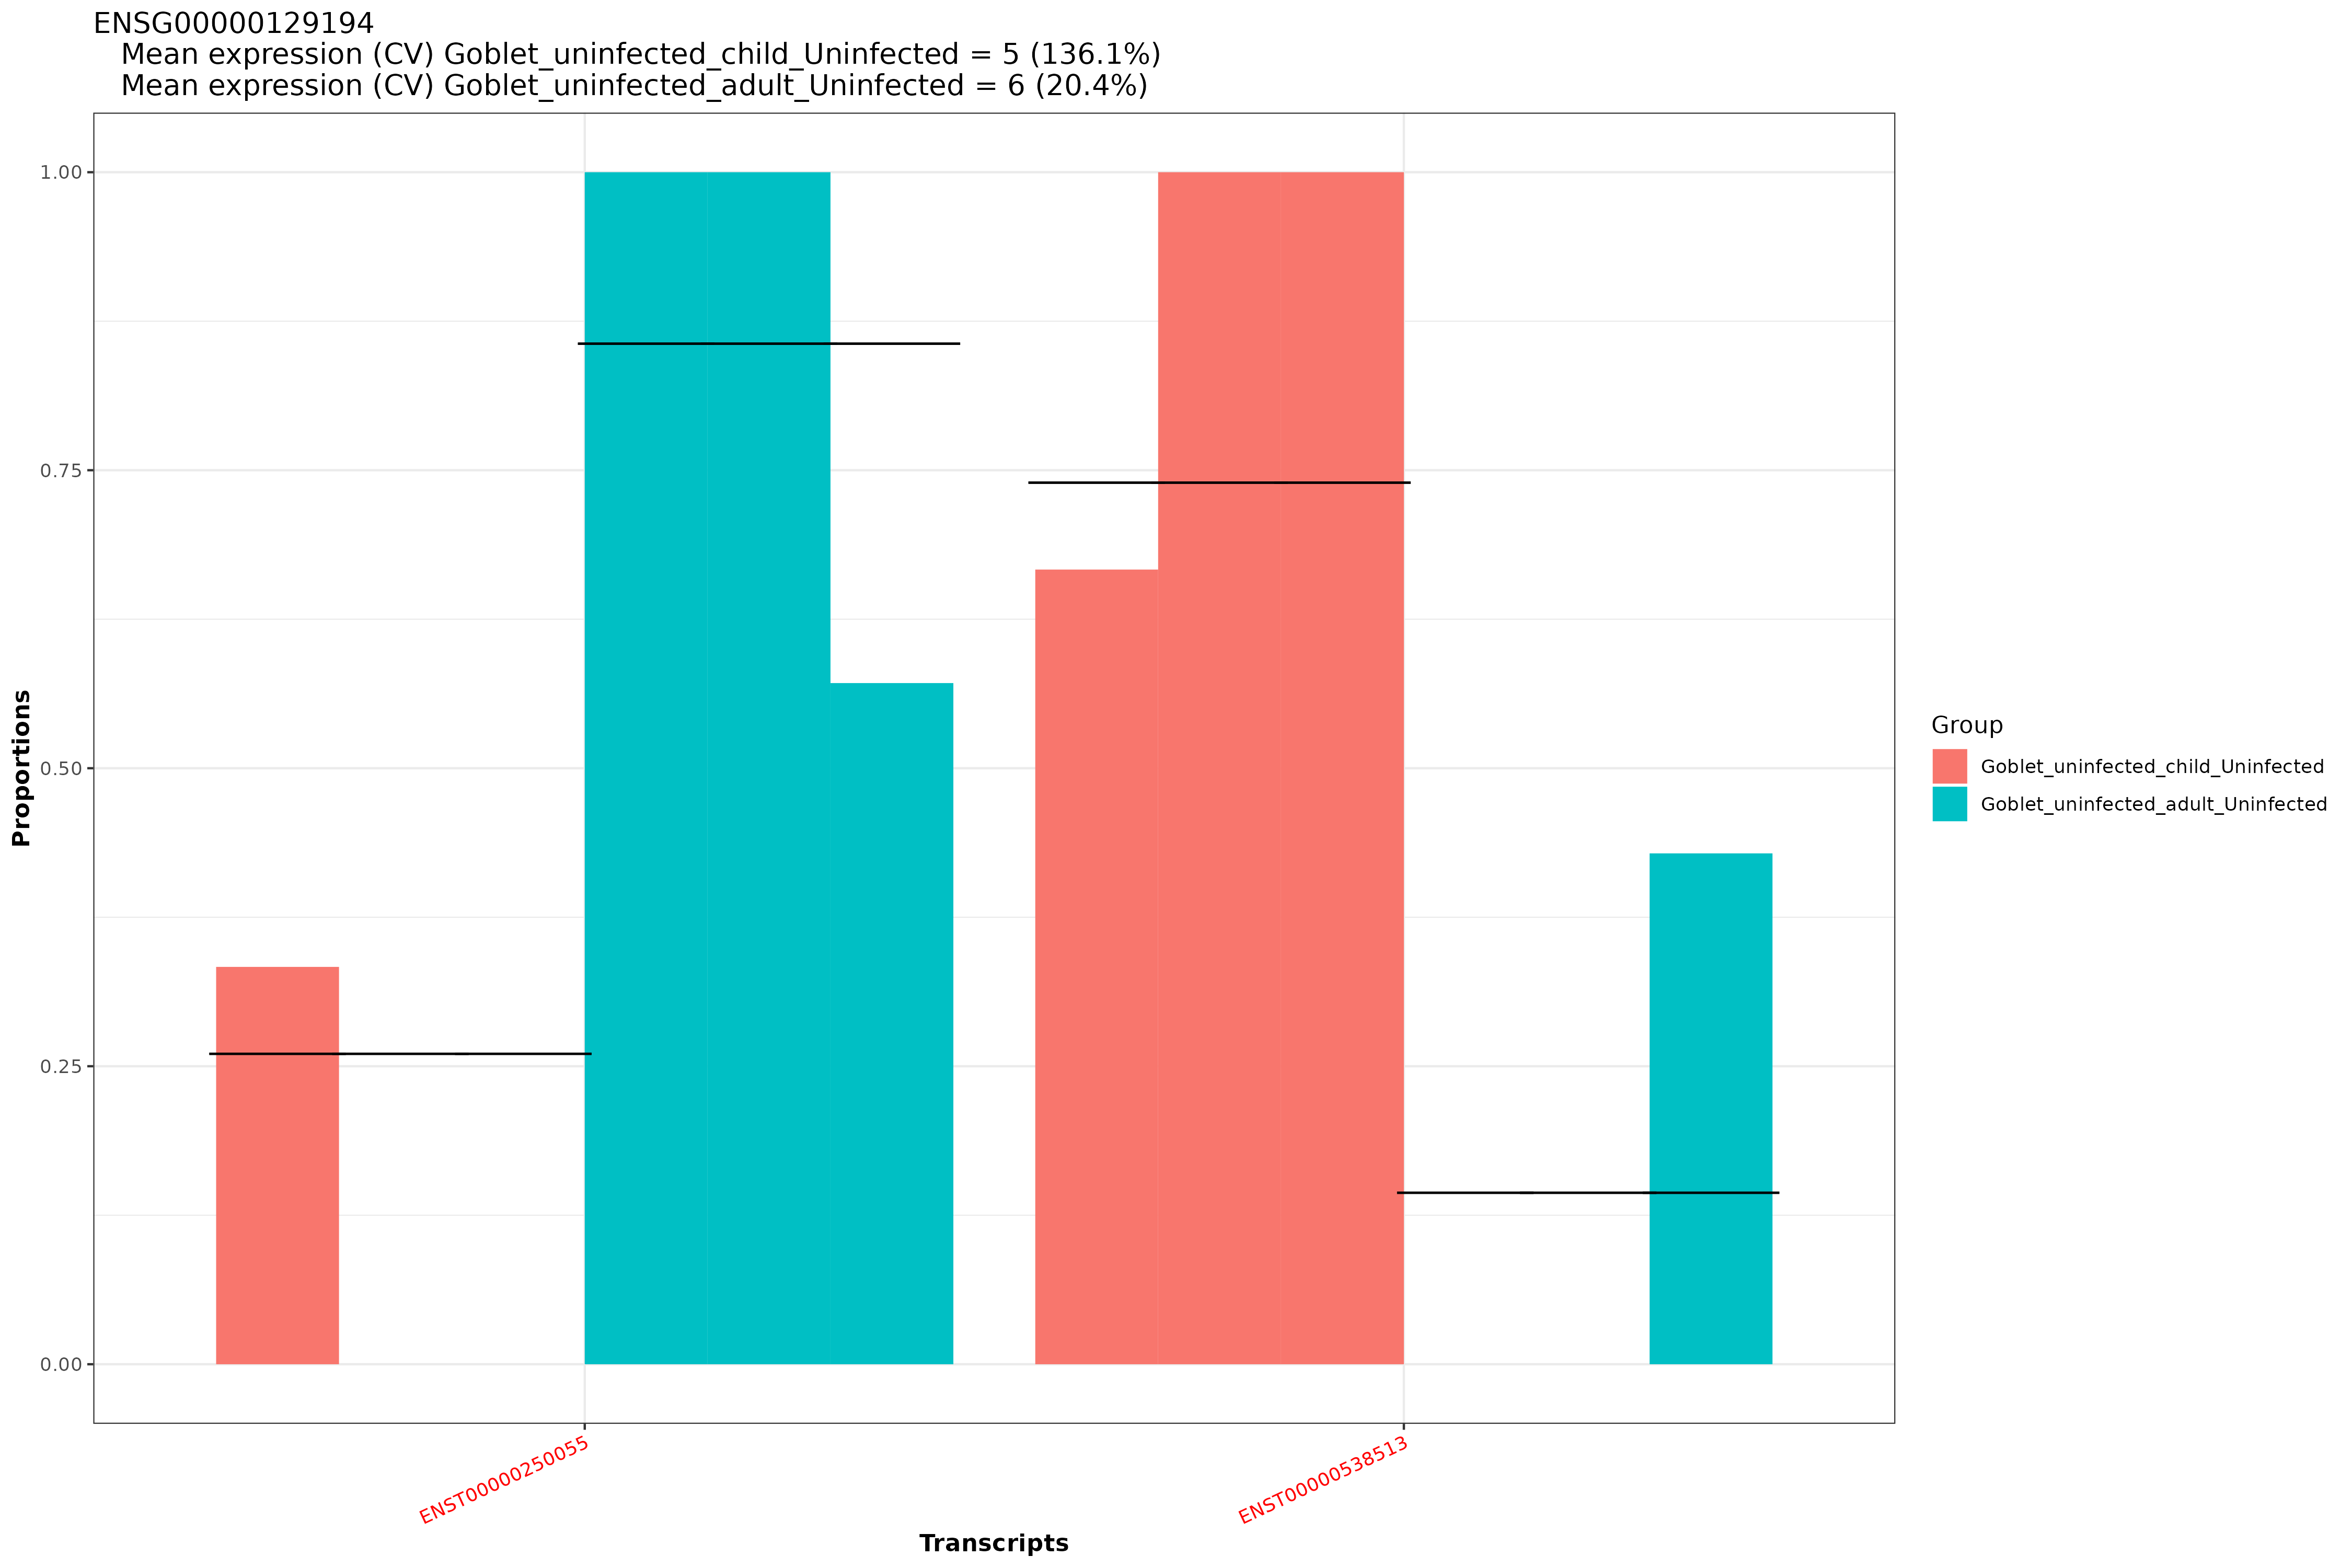 ENSG00000129194
Mean expression (CV) Goblet_uninfected_child_Uninfected = 5 (136.1%)
Mean expression (CV) Goblet_uninfected_adult_Uninfected = 6 (20.4%)
1.00
0.75
0.50
0.25
0.00
Proportions
ENST0000250055
ENST00000538513
Transcripts
Group
Goblet_uninfected_child_Uninfected
Goblet_uninfected_adult_Uninfected